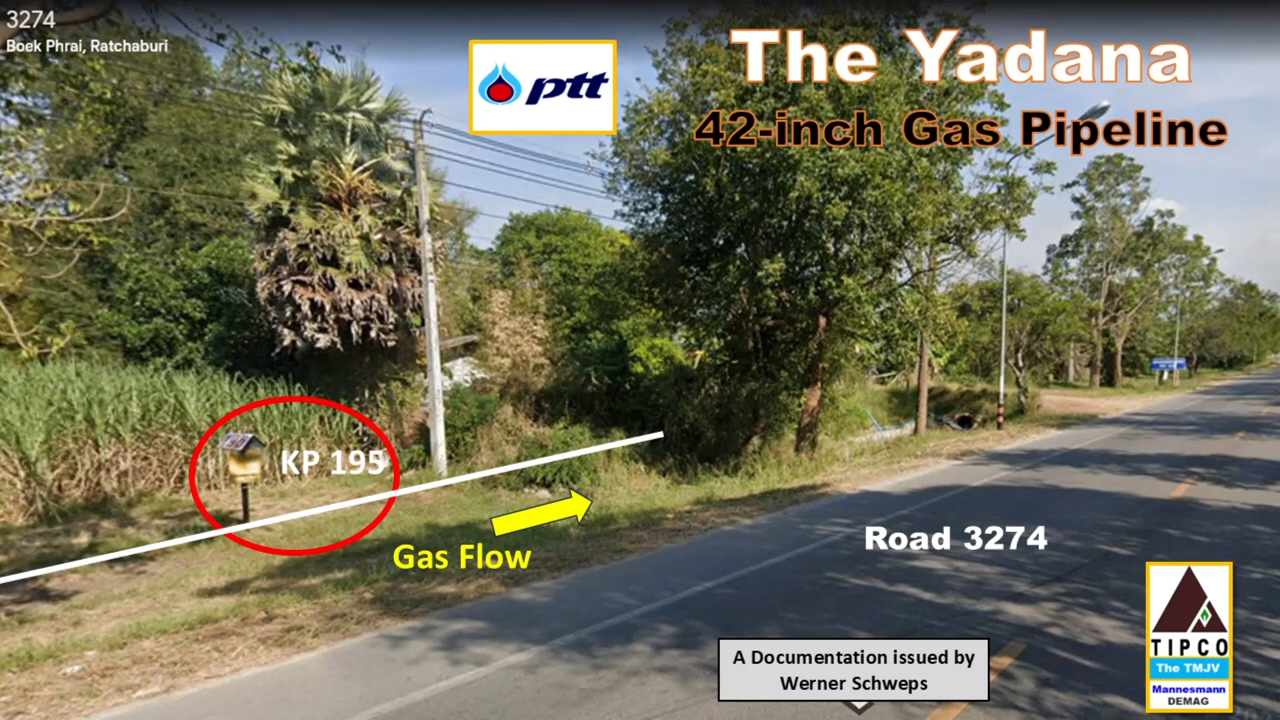 3274
Boek Phrai, Ratchaburi
ptt
The Yadana
42-inch Gas Pipeline
KP 195
Gas Flow
Road 3274
A Documentation issued by
Werner Schweps
TIPCO
The TMJV
Mannesmann
DEMAG